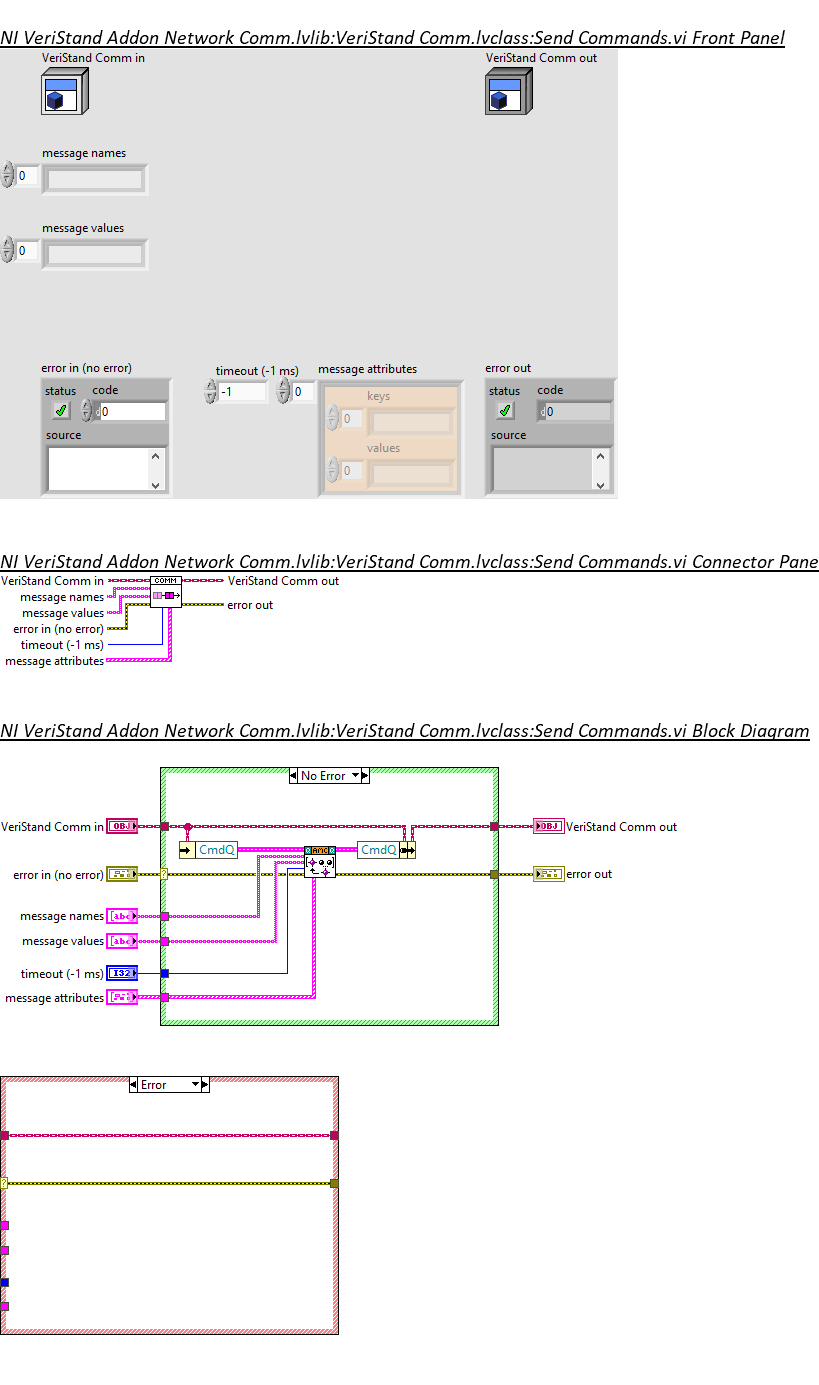 NI VeriStand Addon Network Comm.lvlib:VeriStand Comm.lvclass:Send Commands.vi Front Panel
VeriStand Comm in
VeriStand Comm out
message names
0
message values
0
error in (no error)
timeout (-1 ms)
message attributes
error out
status
code
-1
0
keys
status
code
d0
0
d0
source
values
source
0
NI VeriStand Addon Network Comm.lvlib:VeriStand Comm.lvclass:Send Commands.vi Connector Pane
VeriStand Comm in
COMM
VeriStand Comm out
message names
message values
error out
error in (no error)
timeout (-1 ms)
message attributes
NI VeriStand Addon Network Comm.lvlib:VeriStand Comm.lvclass:Send Commands.vi Block Diagram
No Error
VeriStand Comm in
OBJ
OBJ
VeriStand Comm out
CmdQ
AMC
CmdQ
error in (no error)
?
error out
message names
abc
message values
abc
timeout (-1 ms)
I32
message attributes
Error
?